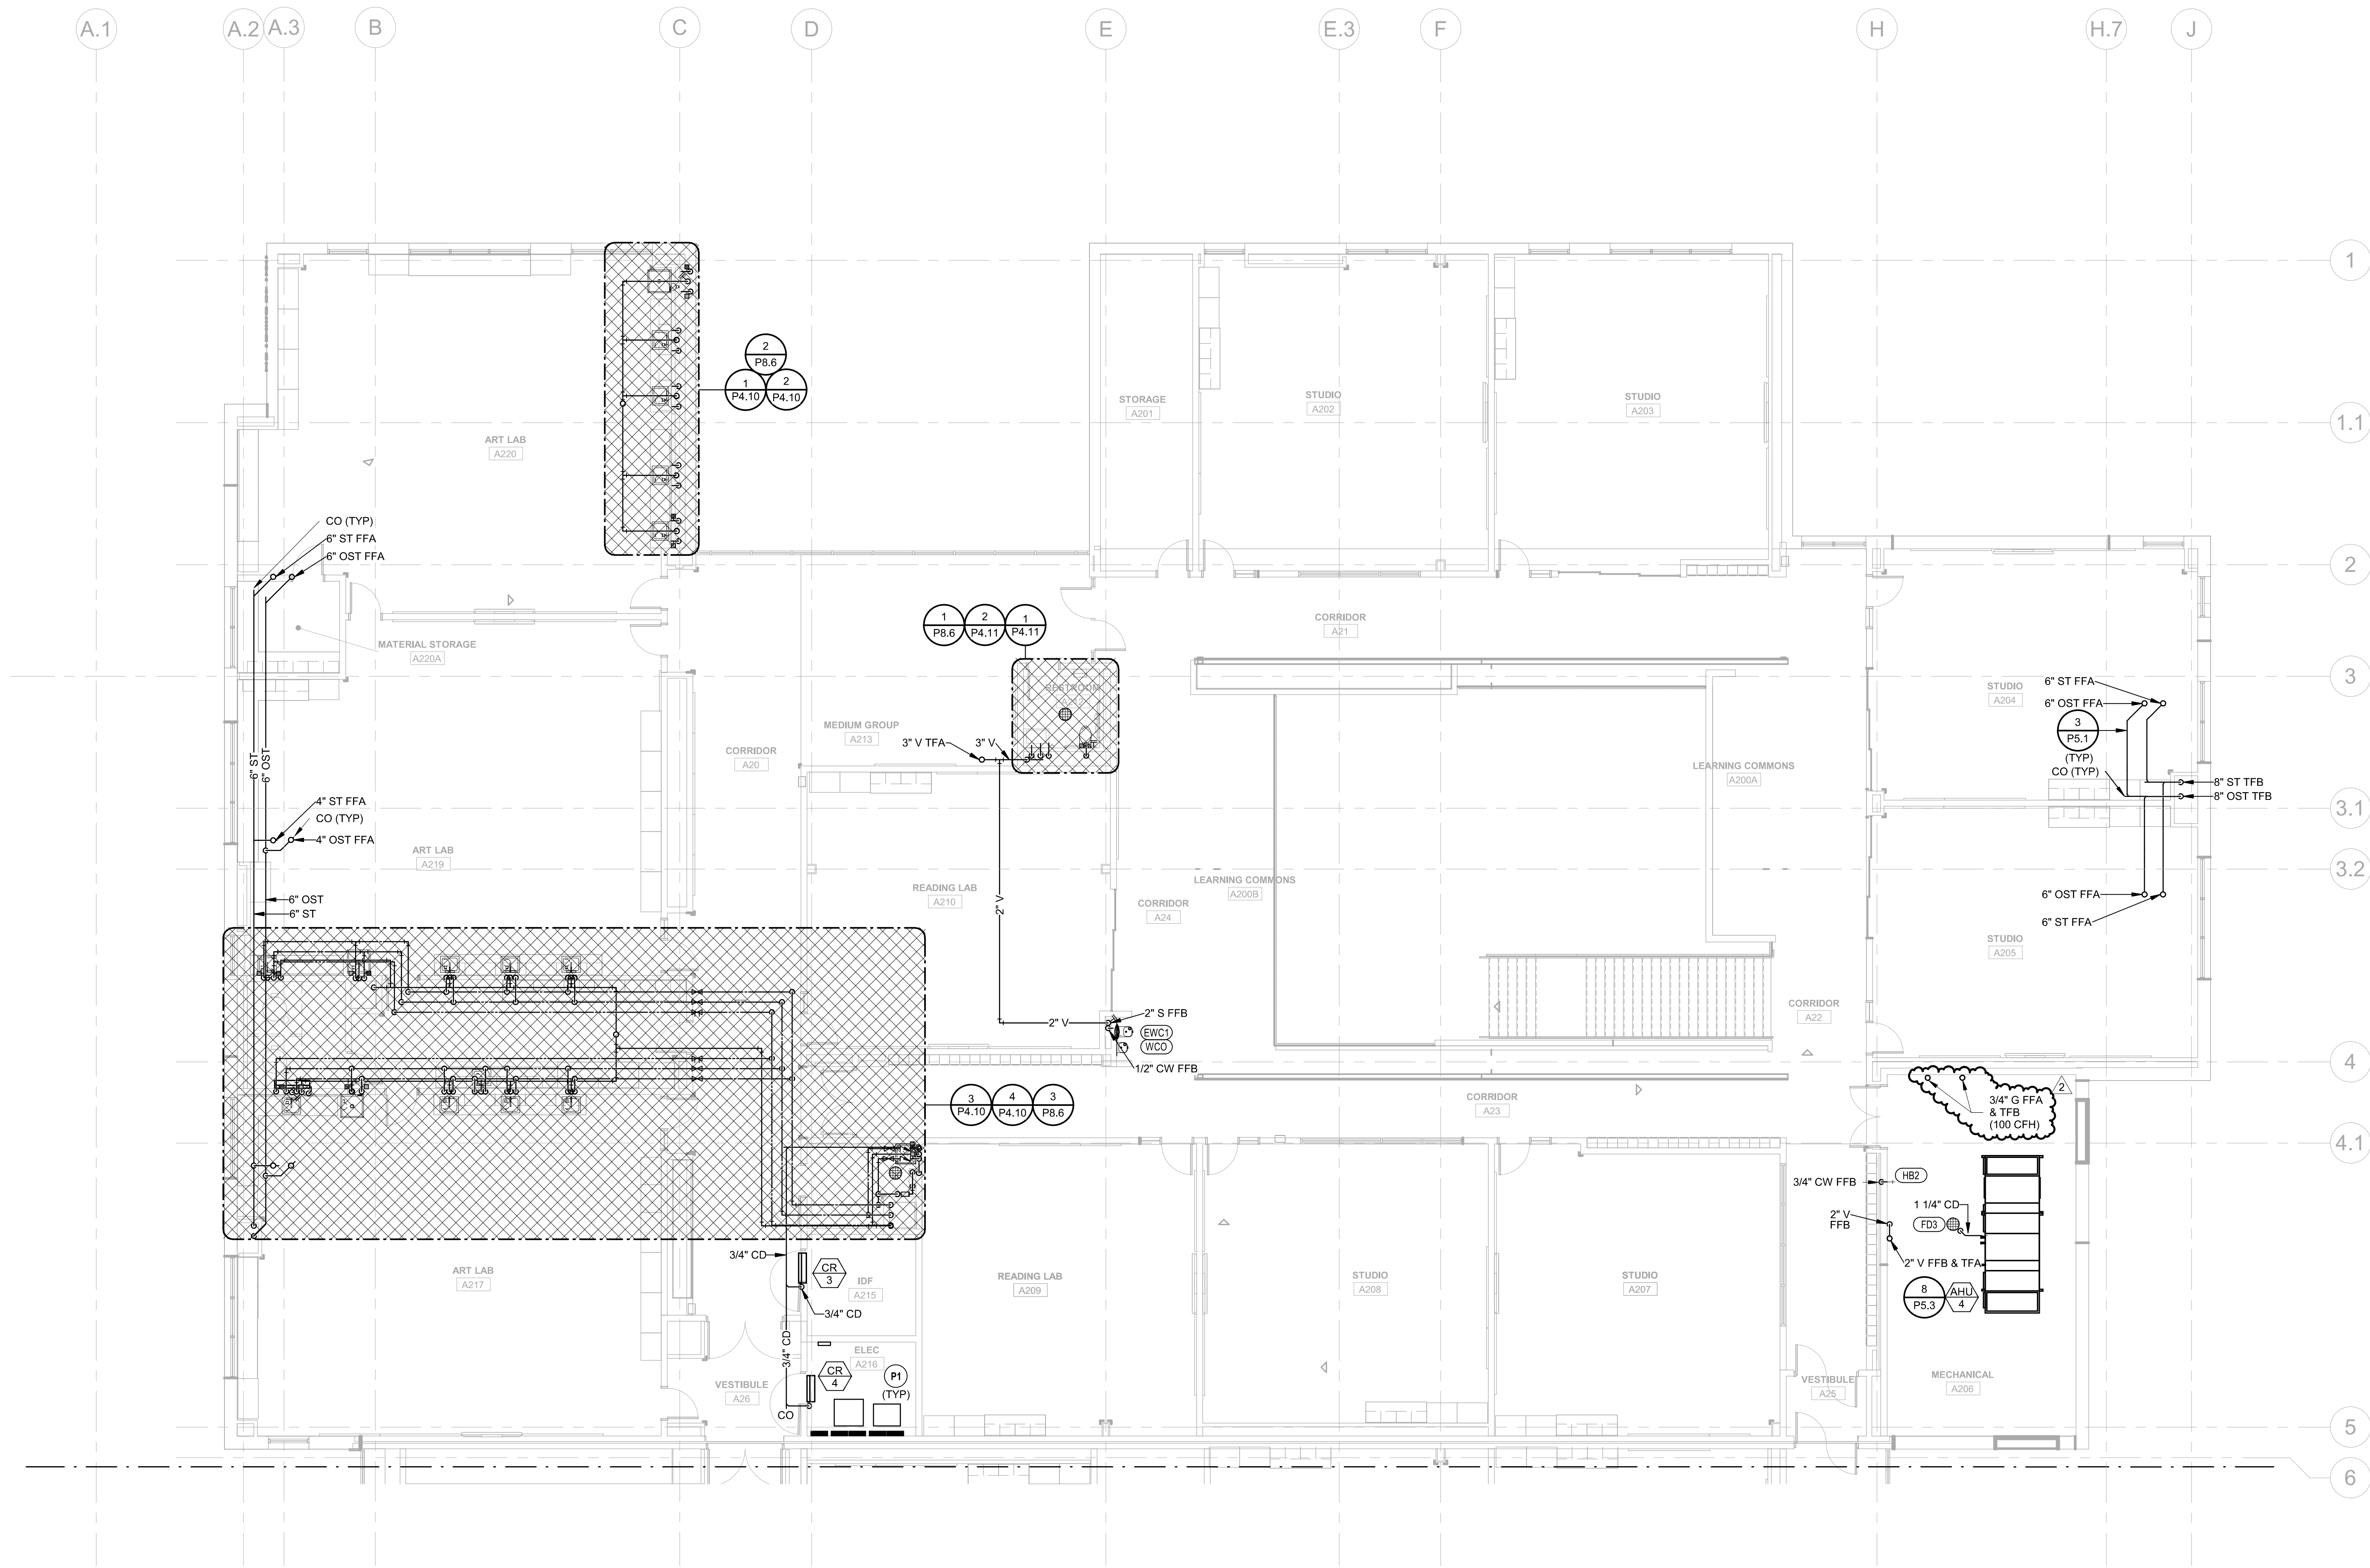 A.1
A.2
A.3
B
C
D
E
E.3
F
H
H.7
J
1
2
P8.6
1
P4.10
2
P4.10
STORAGE
A201
STUDIO
A202
STUDIO
A203
1.1
ART LAB
A220
CO (TYP)
6" ST FFA
6" OST FFA
2
1
P8.6
2
P4.11
1
P4.11
CORRIDOR
A21
MATERIAL STORAGE
A220A
3
RESTROOM
A212
6" ST FFA
STUDIO
A204
6" OST FFA
3
P5.1
(TYP)
CO (TYP)
MEDIUM GROUP
A213
3" V TFA
3" V
CORRIDOR
A20
LEARNING COMMONS
A200A
6" ST
6" OST
8" ST TFB
8" OST TFB
3.1
4" ST FFA
CO (TYP)
4" OST FFA
ART LAB
A219
3.2
READING LAB
A210
LEARNING COMMONS
A200B
CORRIDOR
A24
2" V
6" OST FFA
6" ST FFA
6" OST
6" ST
STUDIO
A205
CORRIDOR
A22
2" V
2" S FFB
EWC1
WCO
1/2" CW FFB
4
3
P4.10
4
P4.10
3
P8.6
CORRIDOR
A23
2
3/4" G FFA
& TFB
(100 CFH)
4.1
3/4" CW FFB
HB2
1 1/4" CD
2" V
FFB
FD3
2" V FFB & TFA
8
P5.3
AHU
4
3/4" CD
CR
3
IDF
A215
3/4" CD
ART LAB
A217
READING LAB
A209
STUDIO
A208
STUDIO
A207
3/4" CD
ELEC
A216
CR
4
P1
(TYP)
VESTIBULE
A26
CO
VESTIBULE
A25
MECHANICAL
A206
5
6